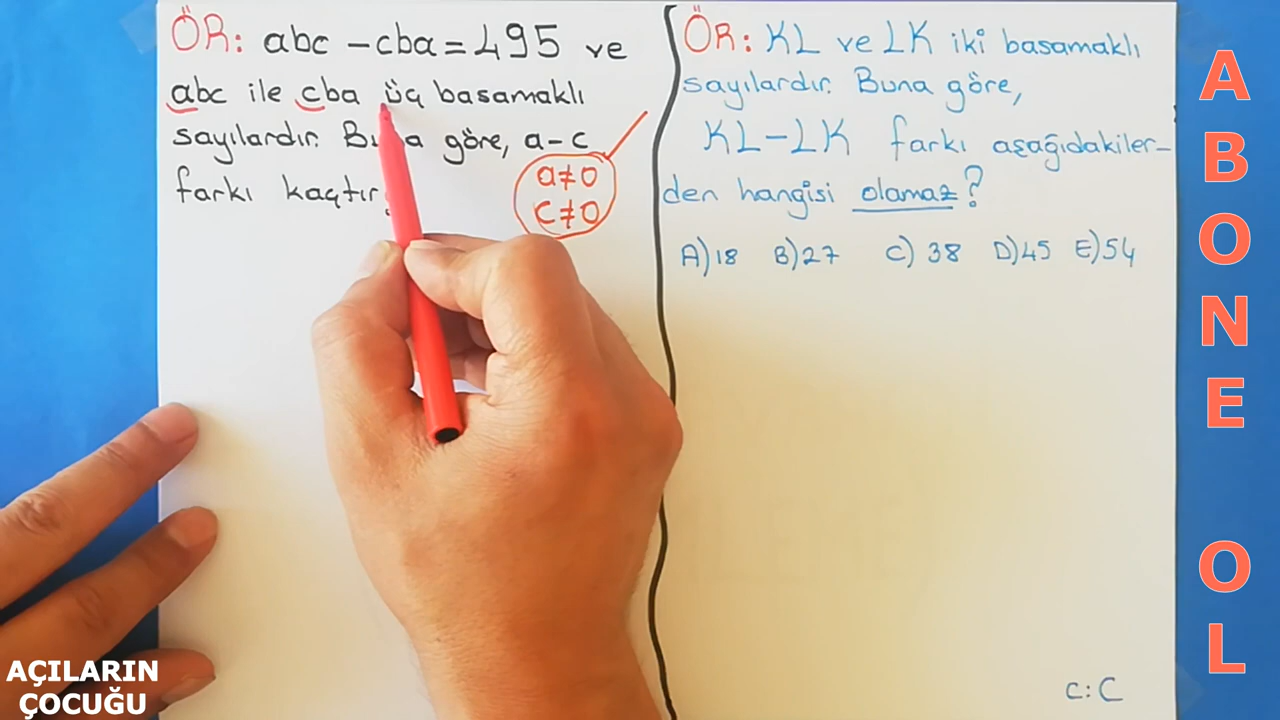 ÖR: abc - cba = 495 ve
abc ile cba üç basamaklı
sayılardır. göre, a-c
farkı kaçtır
a≠0
c≠0
ÖR: KL ve LK iki basamaklı
sayılardır. Buna göre,
KL-LK farkı aşağıdakiler-
den hangisi olamaz?
A)18 B)27 C) 38 D)45 E)54
c:C
ABONE OL
AÇILARIN
ÇOCUĞU